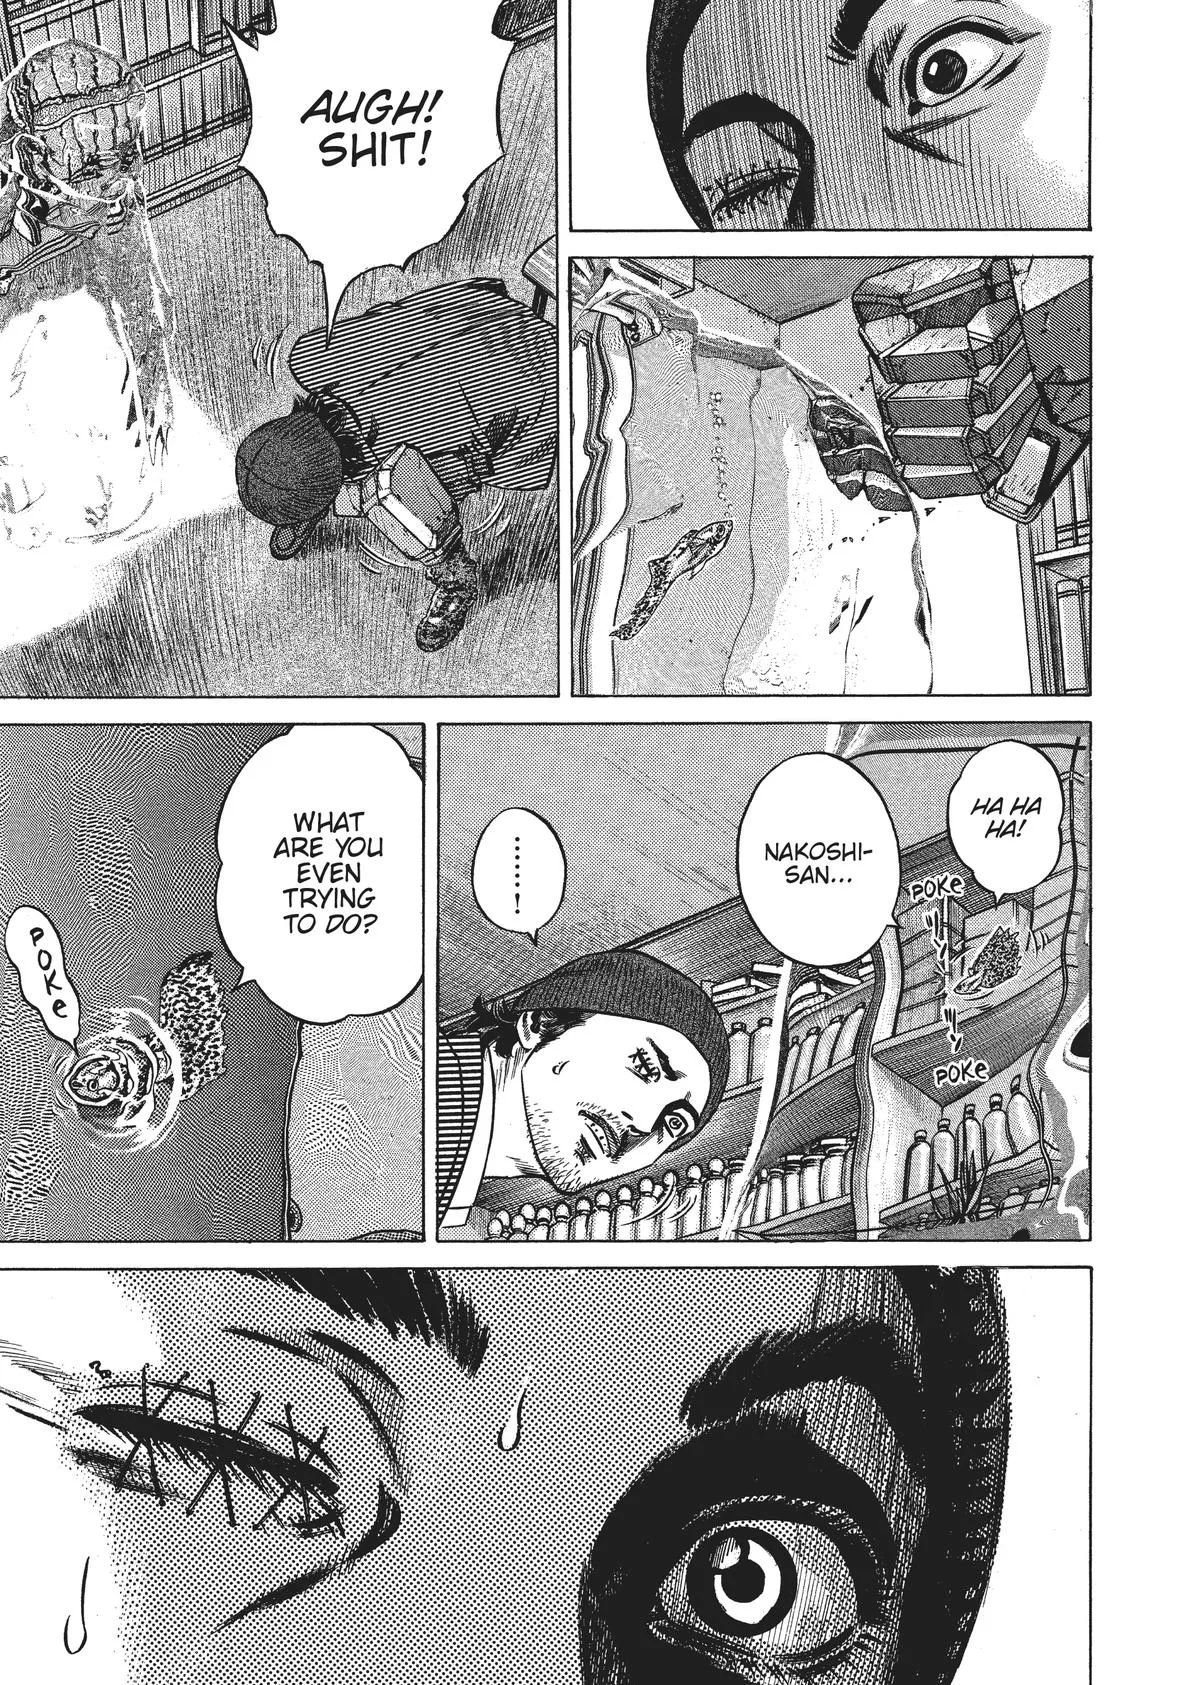 AUGH!
SHIT!
HA HA
HA!
POKE
POKE
NAKOSHI-
SAN...
........!
WHAT
ARE YOU
EVEN
TRYING
TO DO?
POKE